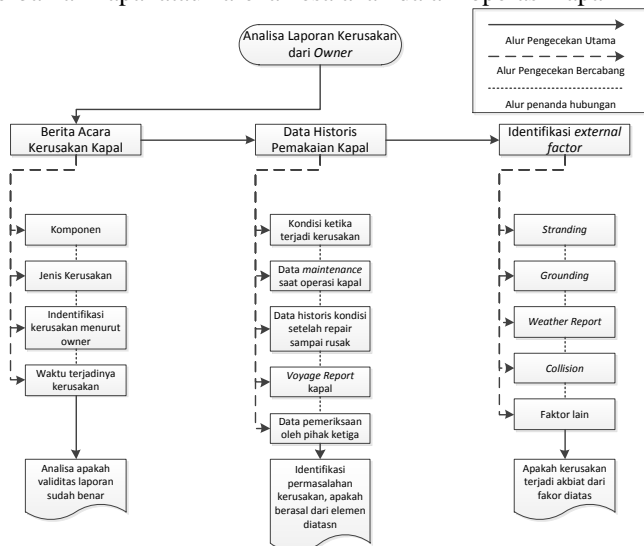 Analisa Laporan Kerusakan
dari Owner
Alur Pengecekan Utama
Alur Pengecekan Bercabang
Alur penanda hubungan
Berita Acara
Kerusakan Kapal
Data Historis
Pemakaian Kapal
Identifikasi external
factor
Komponen
Jenis Kerusakan
Indentifikasi
kerusakan menurut
owner
Waktu terjadinya
kerusakan
Analisa apakah
validitas laporan
sudah benar
Kondisi ketika
terjadi kerusakan
Data maintenance
saat operasi kapal
Data historis kondisi
setelah repair
sampai rusak
Voyage Report
kapal
Data pemeriksaan
oleh pihak ketiga
Identifikasi
permasalahan
kerusakan, apakah
berasal dari elemen
diatasn
Stranding
Grounding
Weather Report
Collision
Faktor lain
Apakah kerusakan
terjadi akbiat dari
fakor diatas